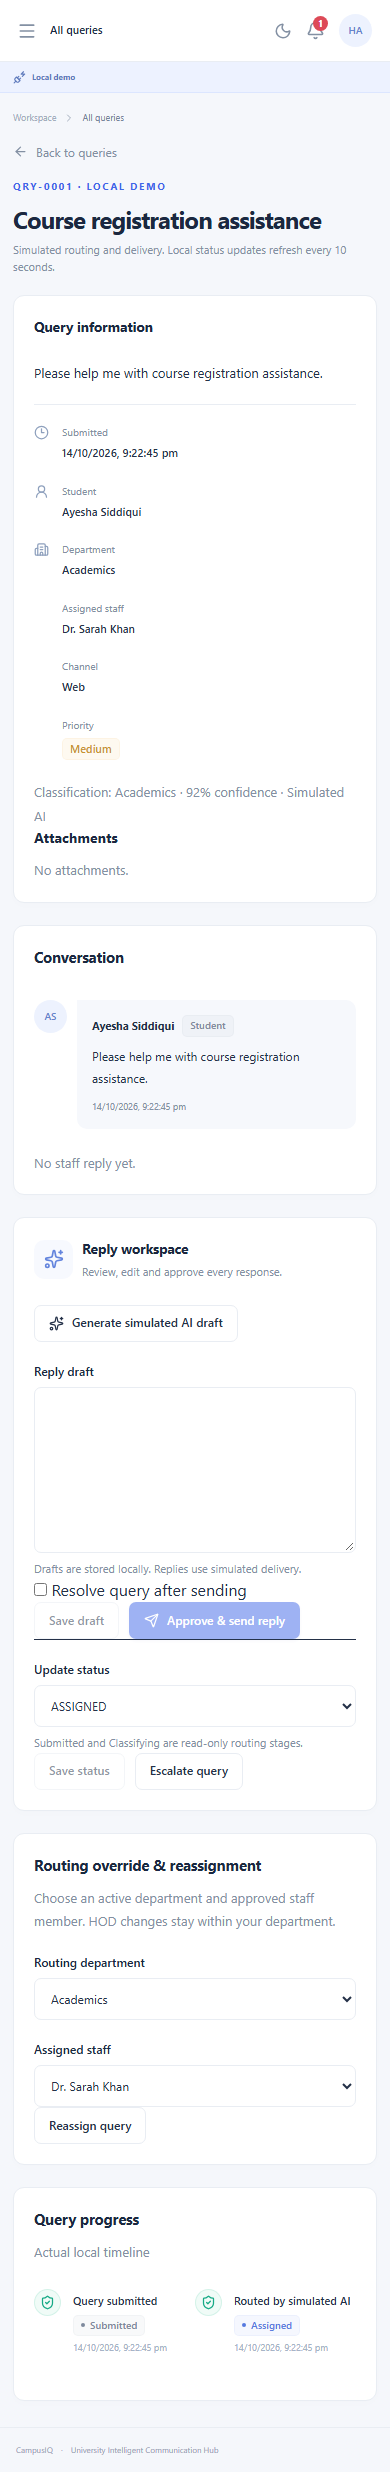 All queries
1
HA
Local demo
Workspace > All queries
Back to queries
QRY-0001 · LOCAL DEMO
Course registration assistance
Simulated routing and delivery. Local status updates refresh every 10
seconds.
Query information
Please help me with course registration assistance.
Submitted
14/10/2026, 9:22:45 pm
Student
Ayesha Siddiqui
Department
Academics
Assigned staff
Dr. Sarah Khan
Channel
Web
Priority
Medium
Classification: Academics · 92% confidence · Simulated
AI
Attachments
No attachments.
Conversation
AS
Ayesha Siddiqui Student
Please help me with course registration
assistance.
14/10/2026, 9:22:45 pm
No staff reply yet.
Reply workspace
Review, edit and approve every response.
Generate simulated AI draft
Reply draft
Drafts are stored locally. Replies use simulated delivery.
Resolve query after sending
Save draft Approve & send reply
Update status
ASSIGNED
Submitted and Classifying are read-only routing stages.
Save status Escalate query
Routing override & reassignment
Choose an active department and approved staff
member. HOD changes stay within your department.
Routing department
Academics
Assigned staff
Dr. Sarah Khan
Reassign query
Query progress
Actual local timeline
Query submitted
Submitted
14/10/2026, 9:22:45 pm
Routed by simulated AI
Assigned
14/10/2026, 9:22:45 pm
CampusIQ · University Intelligent Communication Hub